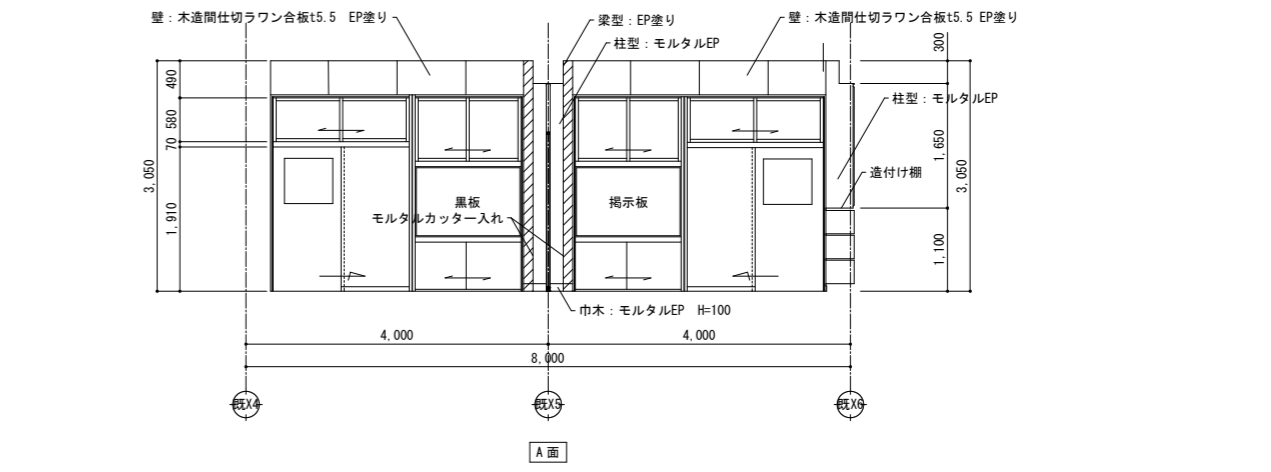 壁：木造間仕切ラワン合板t5.5　EP塗り
梁型：EP塗り
壁：木造間仕切ラワン合板t5.5 EP塗り
柱型：モルタルEP
300
490
柱型：モルタルEP
580
1,650
70
3,050
3,050
造付け棚
黒板
掲示板
モルタルカッター入れ
1,910
1,100
巾木：モルタルEP　H=100
4,000
4,000
8,000
既X4
既X5
既X6
A面